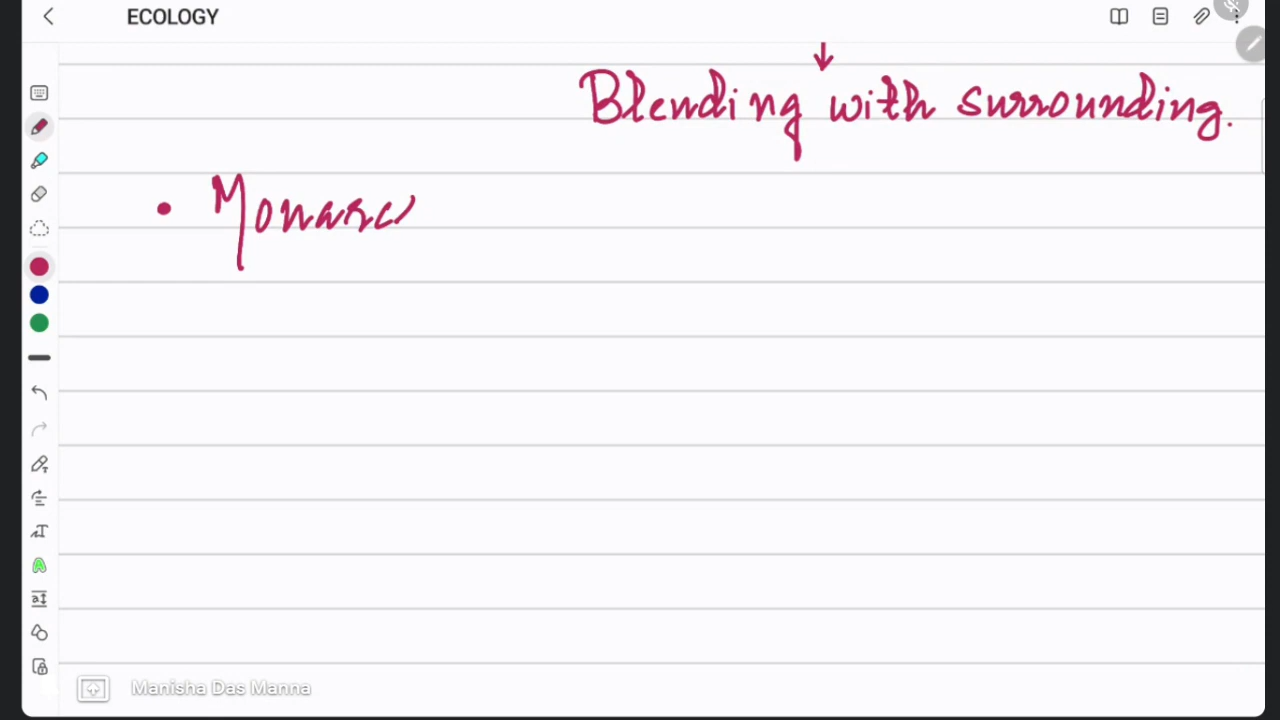 ECOLOGY
Blending with surrounding.
• Monarc
Manisha Das Manna